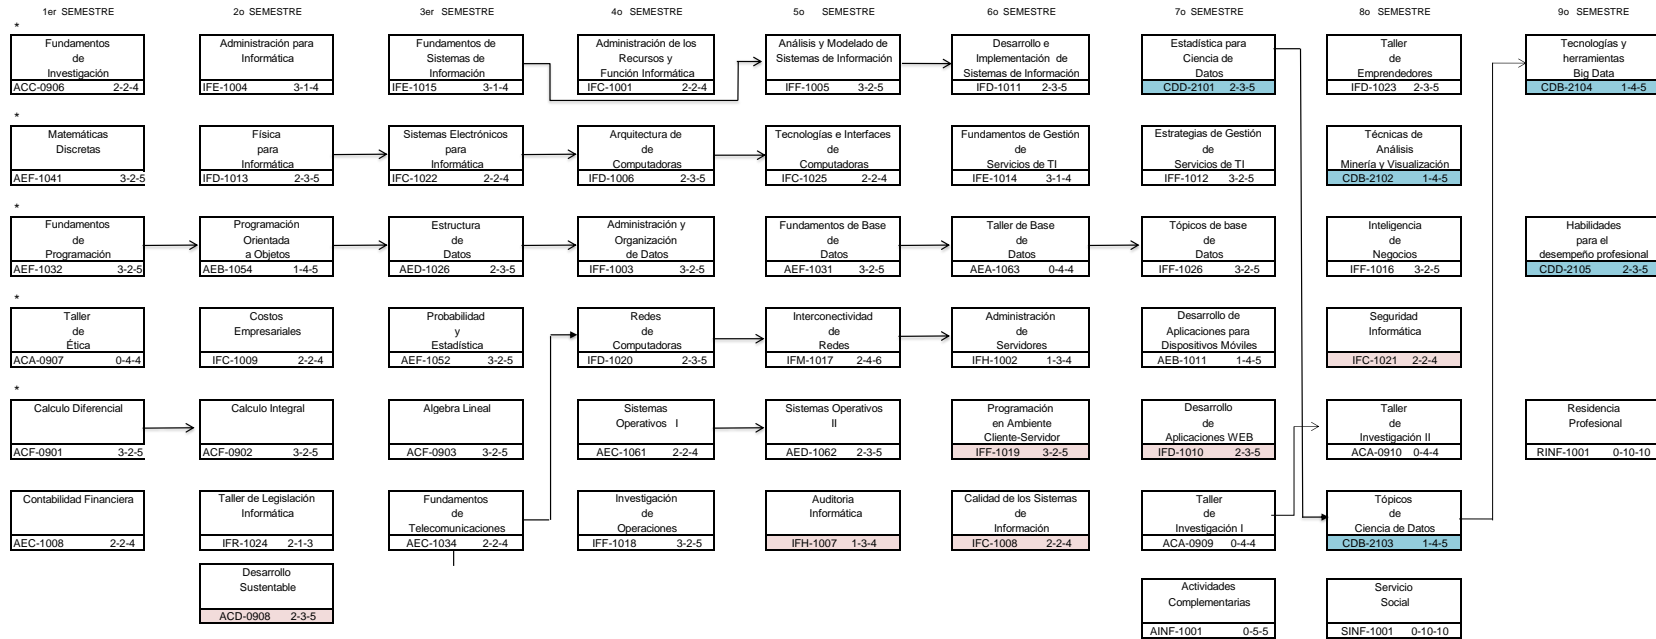 1er SEMESTRE 2o SEMESTRE 3er SEMESTRE 4o SEMESTRE 5o SEMESTRE 6o SEMESTRE 7o SEMESTRE 8o SEMESTRE 9o SEMESTRE
*
Fundamentos
de
Investigación
ACC-0906 2-2-4
Administración para
Informática
IFE-1004 3-1-4
Fundamentos de
Sistemas de
Información
IFE-1015 3-1-4
Administración de los
Recursos y
Función Informática
IFC-1001 2-2-4
Análisis y Modelado de
Sistemas de Información
IFF-1005 3-2-5
Desarrollo e
Implementación de
Sistemas de Información
IFD-1011 2-3-5
Estadística para
Ciencia de
Datos
CDD-2101 2-3-5
Taller
de
Emprendedores
IFD-1023 2-3-5
Tecnologías y
herramientas
Big Data
CDB-2104 1-4-5
*
Matemáticas
Discretas
AEF-1041 3-2-5
Física
para
Informática
IFD-1013 2-3-5
Sistemas Electrónicos
para
Informática
IFC-1022 2-2-4
Arquitectura de
Computadoras
IFD-1006 2-3-5
Tecnologías e Interfaces
de
Computadoras
IFC-1025 2-2-4
Fundamentos de Gestión
de
Servicios de TI
IFE-1014 3-1-4
Estrategias de Gestión
de
Servicios de TI
IFF-1012 3-2-5
Técnicas de
Análisis
Minería y Visualización
CDB-2102 1-4-5
*
Fundamentos
de
Programación
AEF-1032 3-2-5
Programación
Orientada
a Objetos
AEB-1054 1-4-5
Estructura
de
Datos
AED-1026 2-3-5
Administración y
Organización
de Datos
IFF-1003 3-2-5
Fundamentos de Base
de
Datos
AEF-1031 3-2-5
Taller de Base
de
Datos
AEA-1063 0-4-4
Tópicos de base
de
Datos
IFF-1026 3-2-5
Inteligencia
de
Negocios
IFF-1016 3-2-5
Habilidades
para el
desempeño profesional
CDD-2105 2-3-5
*
Taller
de
Ética
ACA-0907 0-4-4
Costos
Empresariales
IFC-1009 2-2-4
Probabilidad
y
Estadística
AEF-1052 3-2-5
Redes
de
Computadoras
IFD-1020 2-3-5
Interconectividad
de
Redes
IFM-1017 2-4-6
Administración
de
Servidores
IFH-1002 1-3-4
Desarrollo de
Aplicaciones para
Dispositivos Móviles
AEB-1011 1-4-5
Seguridad
Informática
IFC-1021 2-2-4
*
Calculo Diferencial
ACF-0901 3-2-5
Calculo Integral
ACF-0902 3-2-5
Algebra Lineal
ACF-0903 3-2-5
Sistemas
Operativos I
AEC-1061 2-2-4
Sistemas Operativos
II
AED-1062 2-3-5
Programación
en Ambiente
Cliente-Servidor
IFF-1019 3-2-5
Desarrollo
de
Aplicaciones WEB
IFD-1010 2-3-5
Taller
de
Investigación II
ACA-0910 0-4-4
Residencia
Profesional
RINF-1001 0-10-10
Contabilidad Financiera
AEC-1008 2-2-4
Taller de Legislación
Informática
IFR-1024 2-1-3
Fundamentos
de
Telecomunicaciones
AEC-1034 2-2-4
Investigación
de
Operaciones
IFF-1018 3-2-5
Auditoria
Informática
IFH-1007 1-3-4
Calidad de los Sistemas
de
Información
IFC-1008 2-2-4
Taller
de
Investigación I
ACA-0909 0-4-4
Tópicos
de
Ciencia de Datos
CDB-2103 1-4-5
Desarrollo
Sustentable
ACD-0908 2-3-5
Actividades
Complementarias
AINF-1001 0-5-5
Servicio
Social
SINF-1001 0-10-10